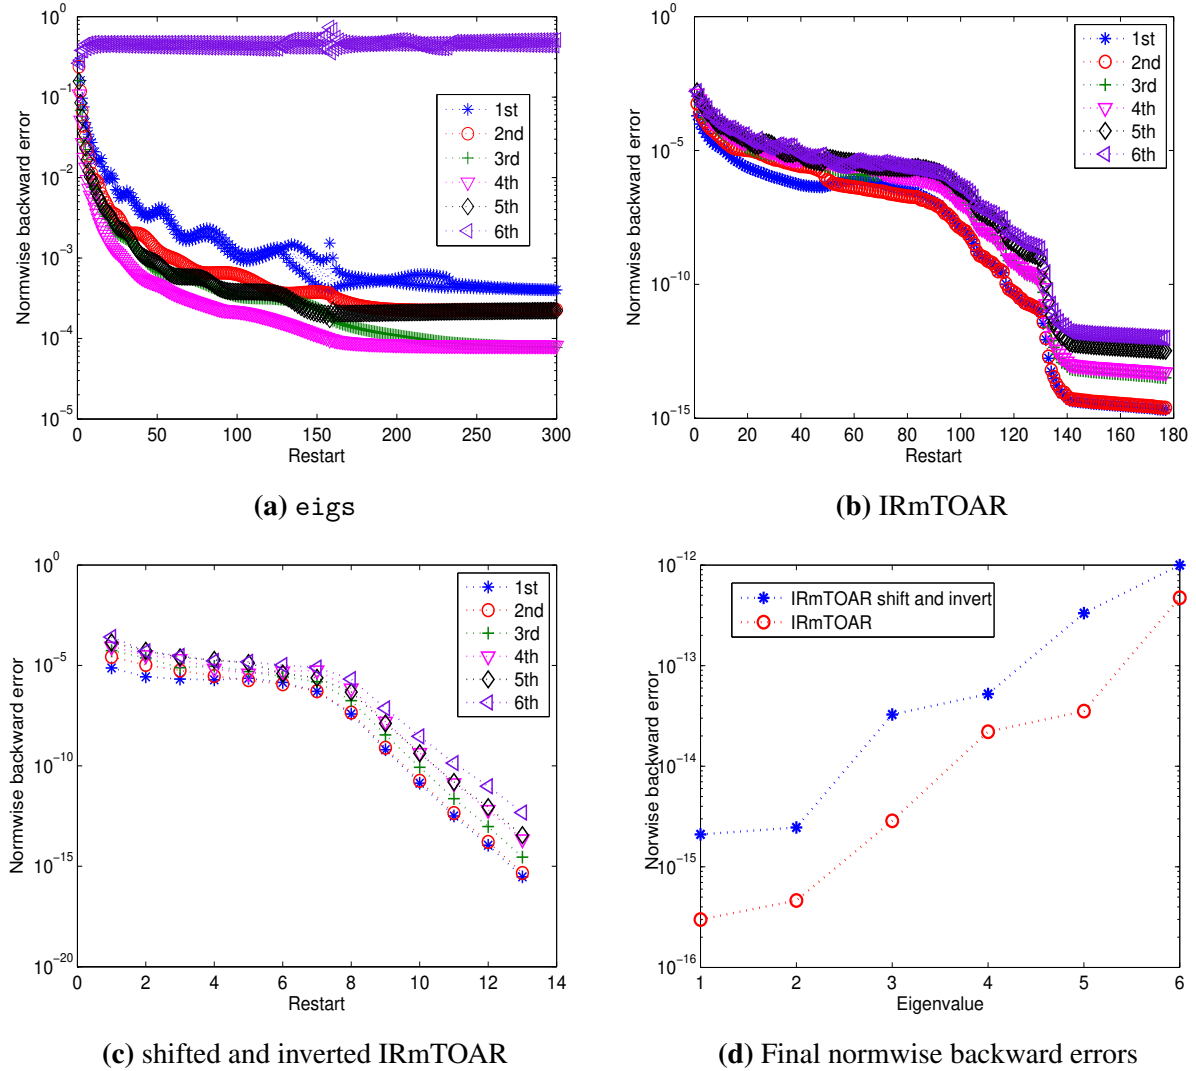 10^0
10^-1
10^-2
10^-3
10^-4
10^-5
Normwise backward error
0 50 100 150 200 250 300
Restart
1st
2nd
3rd
4th
5th
6th
(a) eigs
10^0
10^-5
10^-10
10^-15
Normwise backward error
0 20 40 60 80 100 120 140 160 180
Restart
1st
2nd
3rd
4th
5th
6th
(b) IRmTOAR
10^0
10^-5
10^-10
10^-15
10^-20
Normwise backward error
0 2 4 6 8 10 12 14
Restart
1st
2nd
3rd
4th
5th
6th
(c) shifted and inverted IRmTOAR
10^-12
10^-13
10^-14
10^-15
10^-16
Norwise backward error
1 2 3 4 5 6
Eigenvalue
IRmTOAR shift and invert
IRmTOAR
(d) Final normwise backward errors